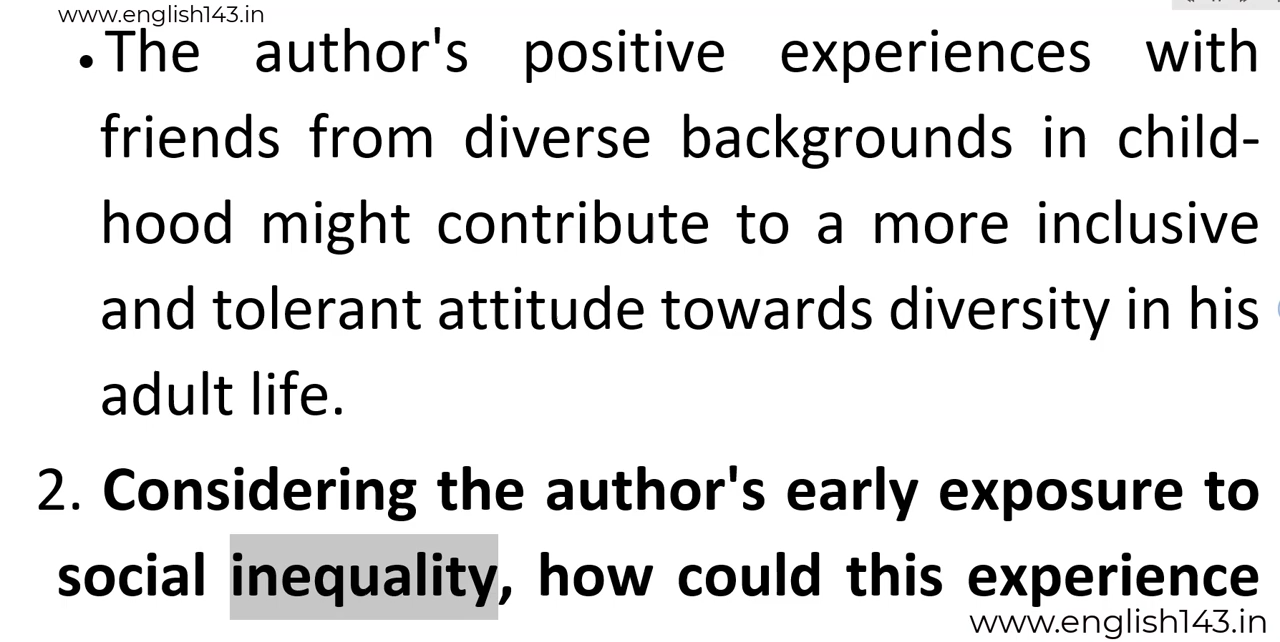 www.english143.in
•The author's positive experiences with
friends from diverse backgrounds in child-
hood might contribute to a more inclusive
and tolerant attitude towards diversity in his
adult life.
2. Considering the author's early exposure to
social inequality, how could this experience
www.english143.in